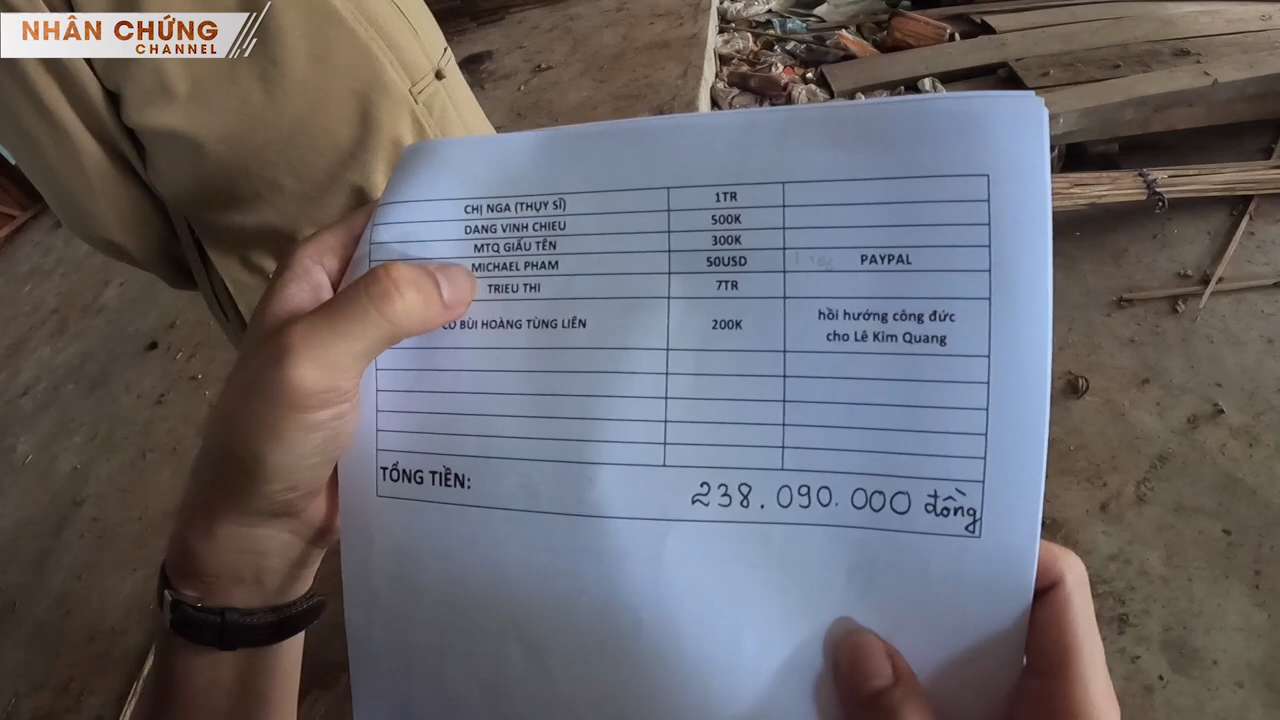 NHÂN CHỨNG
CHANNEL
CHỊ NGA (THỤY SĨ) 1TR
DANG VINH CHIEU 500K
MTQ GIẤU TÊN 300K
MICHAEL PHAM 50USD PAYPAL
TRIEU THI 7TR
BÙI HOÀNG TÙNG LIÊN 200K hồi hướng công đức
cho Lê Kim Quang
TỔNG TIỀN: 238.090.000 đồng